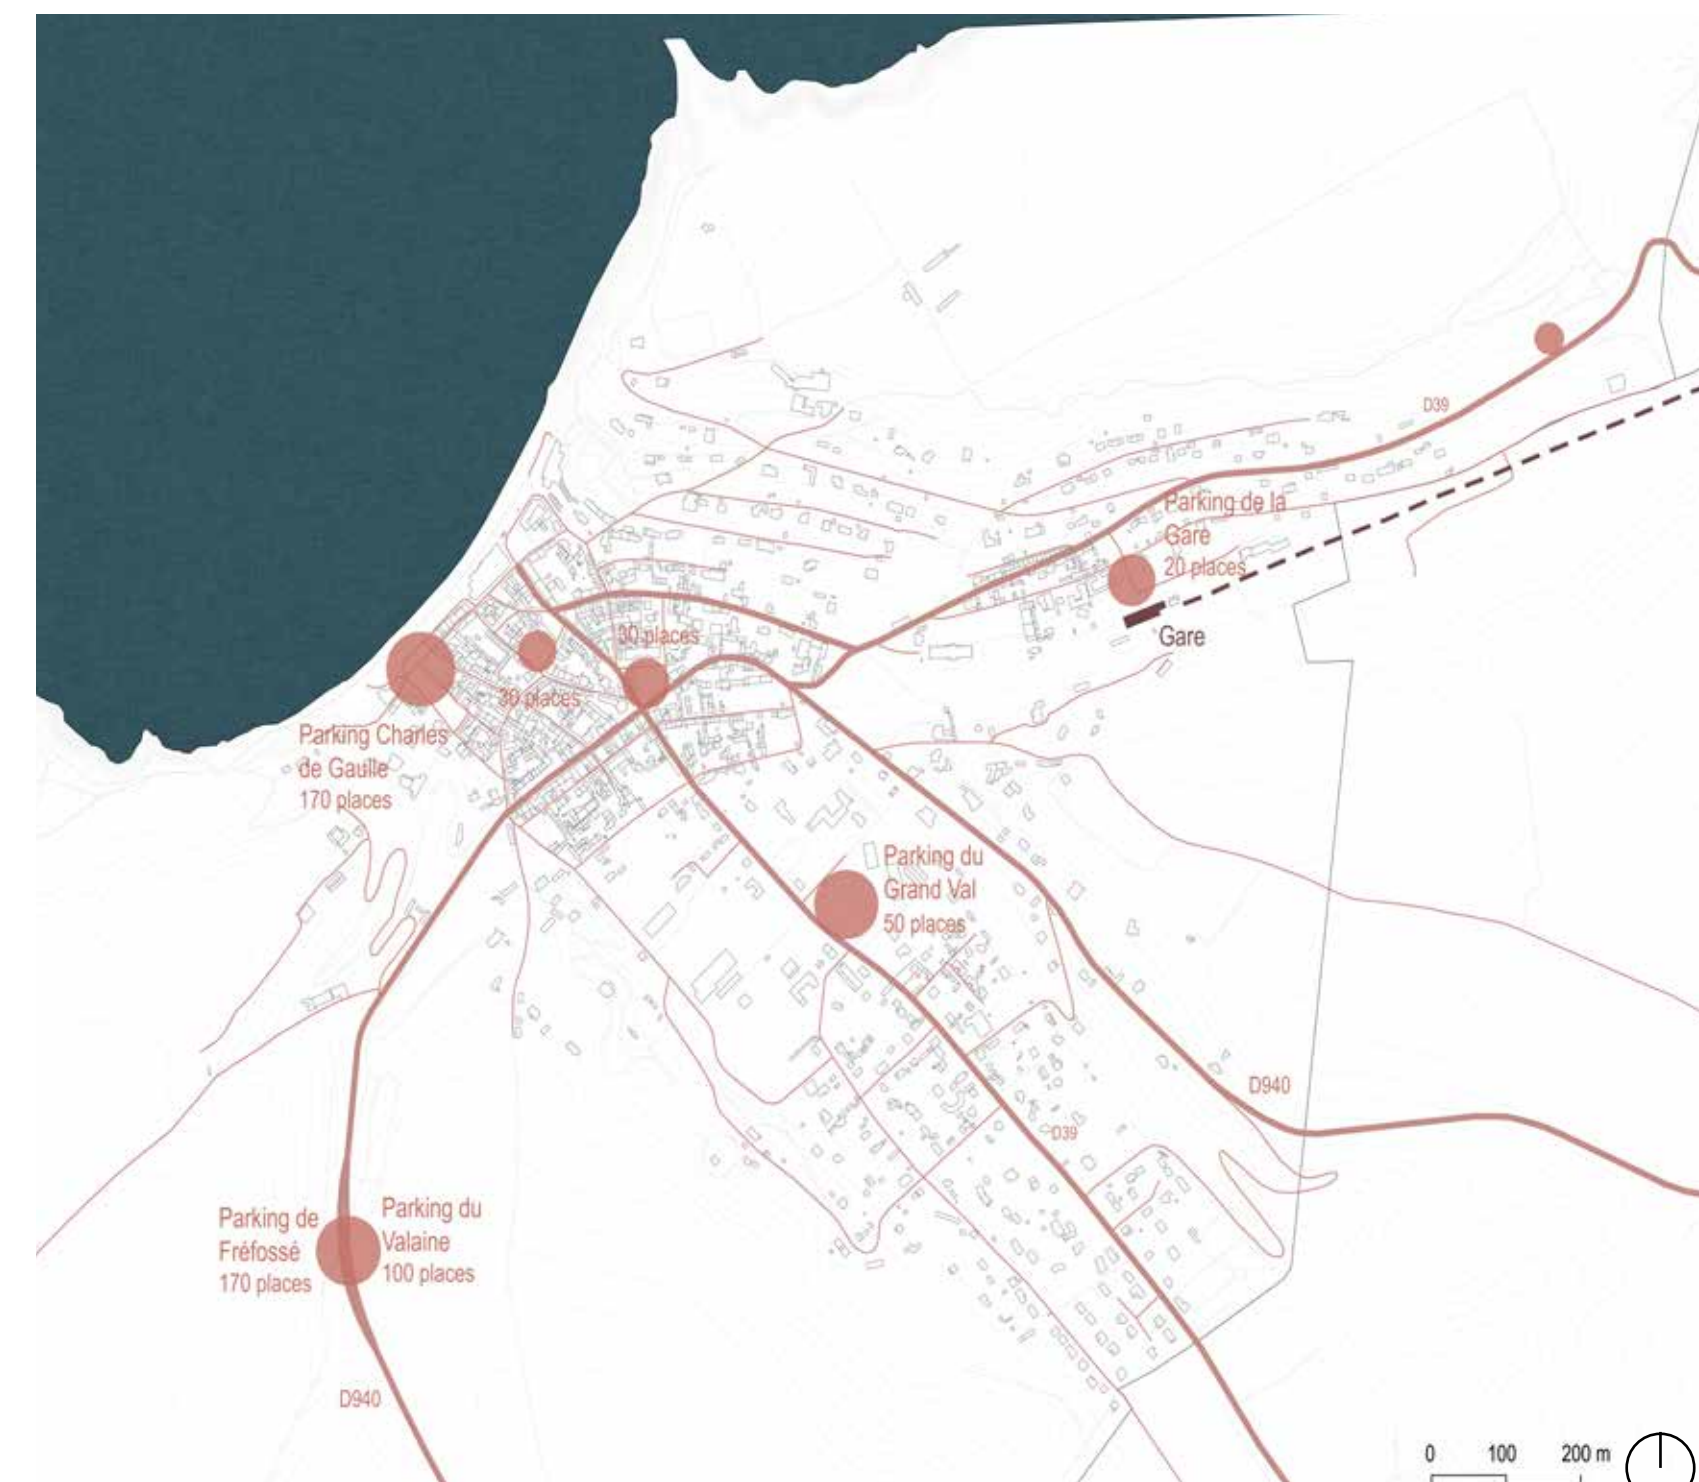 D39
Parking de la
Gare
20 places
Gare
30 places
30 places
Parking Charles
de Gaulle
170 places
Parking du
Grand Val
50 places
D940
D39
Parking de
Fréfossé
170 places
Parking du
Valaine
100 places
D940
0 100 200 m